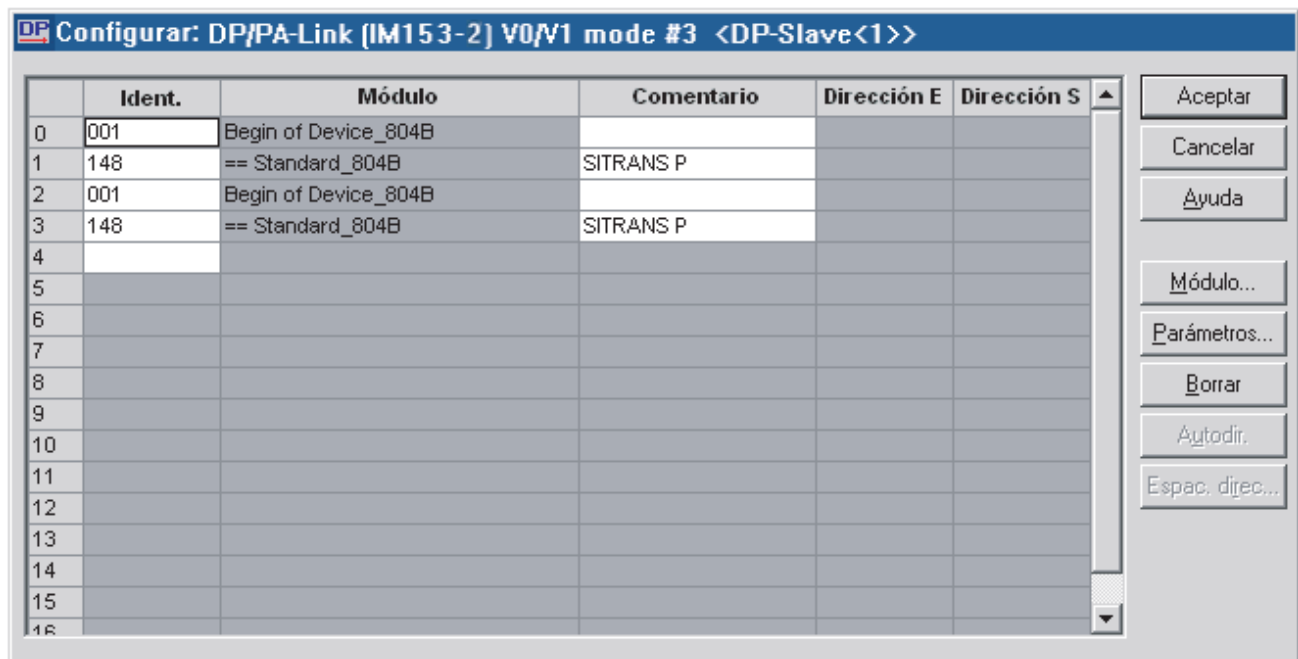 DP Configurar: DP/PA-Link (IM153-2) V0/V1 mode #3 <DP-Slave<1>>
Ident. Módulo Comentario Dirección E Dirección S
0 001 Begin of Device_804B
1 148 == Standard_804B SITRANS P
2 001 Begin of Device_804B
3 148 == Standard_804B SITRANS P
4
5
6
7
8
9
10
11
12
13
14
15
16
Aceptar
Cancelar
Ayuda
Módulo...
Parámetros...
Borrar
Autodir.
Espac. direc...